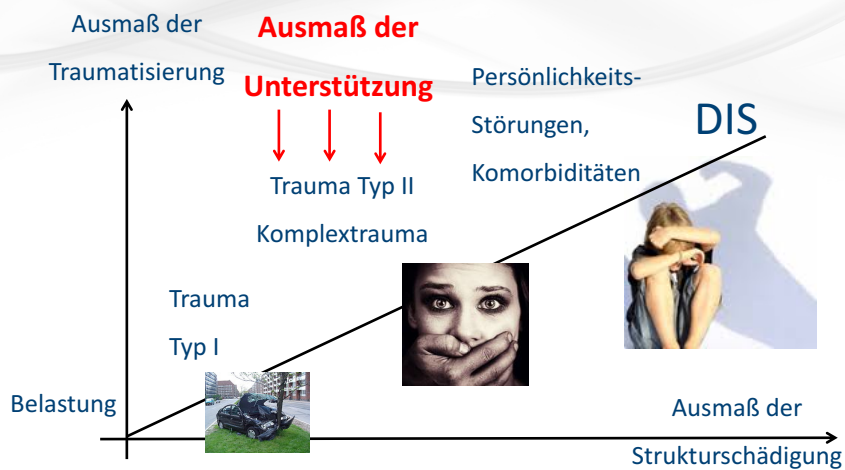 Ausmaß der
Traumatisierung
Ausmaß der
Unterstützung
Persönlichkeits-
Störungen,
Komorbiditäten
DIS
Trauma Typ II
Komplextrauma
Trauma
Typ I
Belastung
Ausmaß der
Strukturschädigung